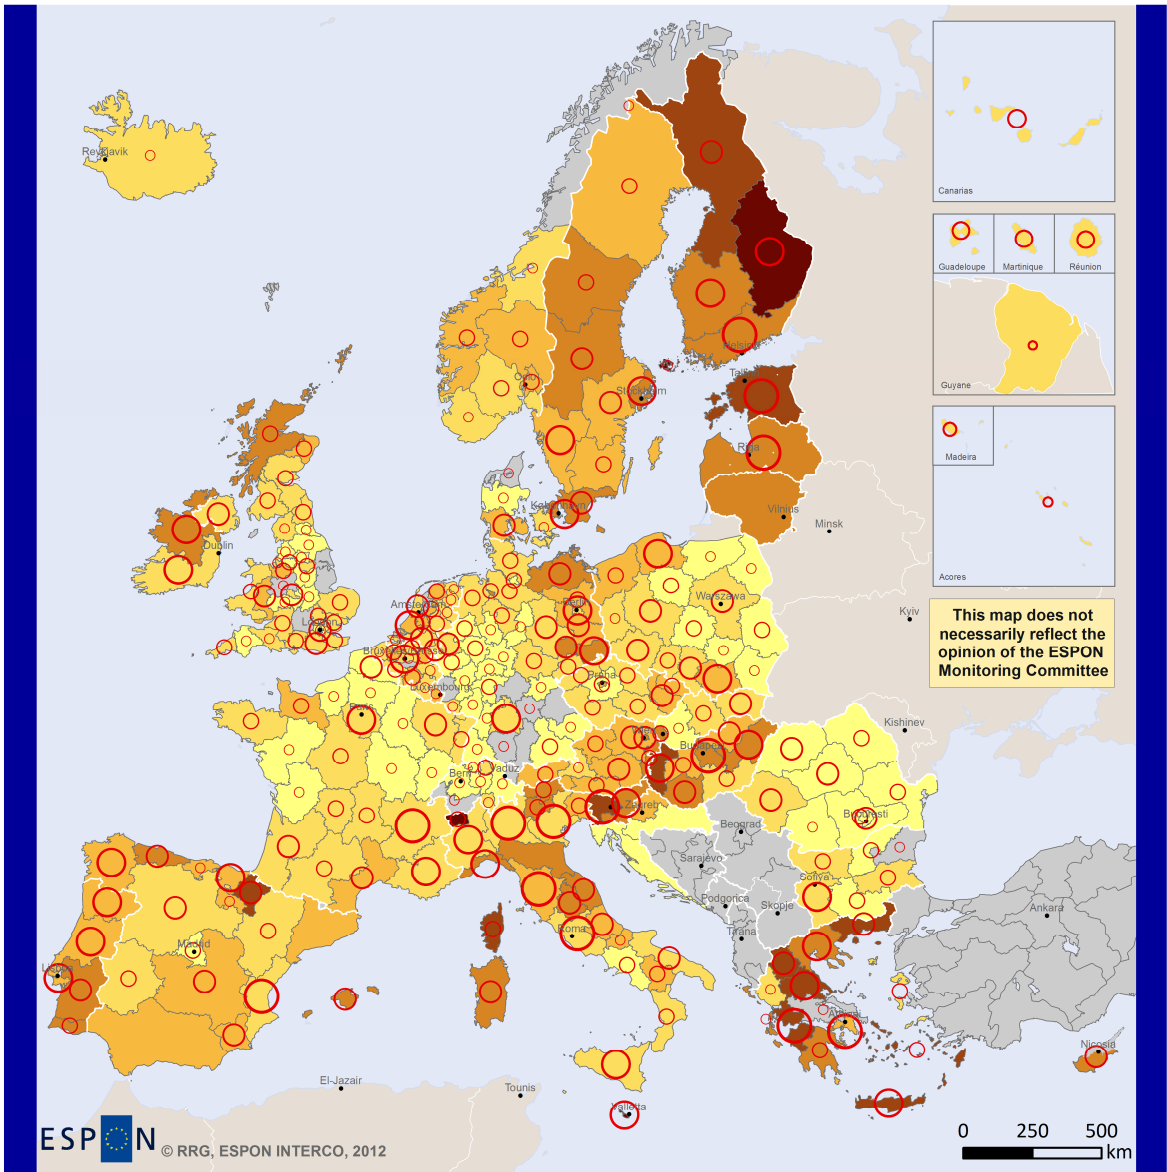 Reykjavik
Canarias
Guadeloupe
Martinique
Réunion
Guyane
Madeira
Acores
This map does not
necessarily reflect the
opinion of the ESPON
Monitoring Committee
Oslo
Helsinki
Tallinn
Stockholm
Riga
København
Vilnius
Minsk
Dublin
Amsterdam
Berlin
Warszawa
London
Kyiv
Praha
Luxembourg
Paris
Kishinev
Wien
Budapest
Bern
Vaduz
Zagreb
Bucuresti
Beograd
Sarajevo
Sofiya
Podgorica
Skopje
Ankara
Tirana
Roma
Madrid
Lisboa
Athinai
Nicosia
El-Jazair
Tounis
Valletta
ESPON
© RRG, ESPON INTERCO, 2012
0 250 500
km